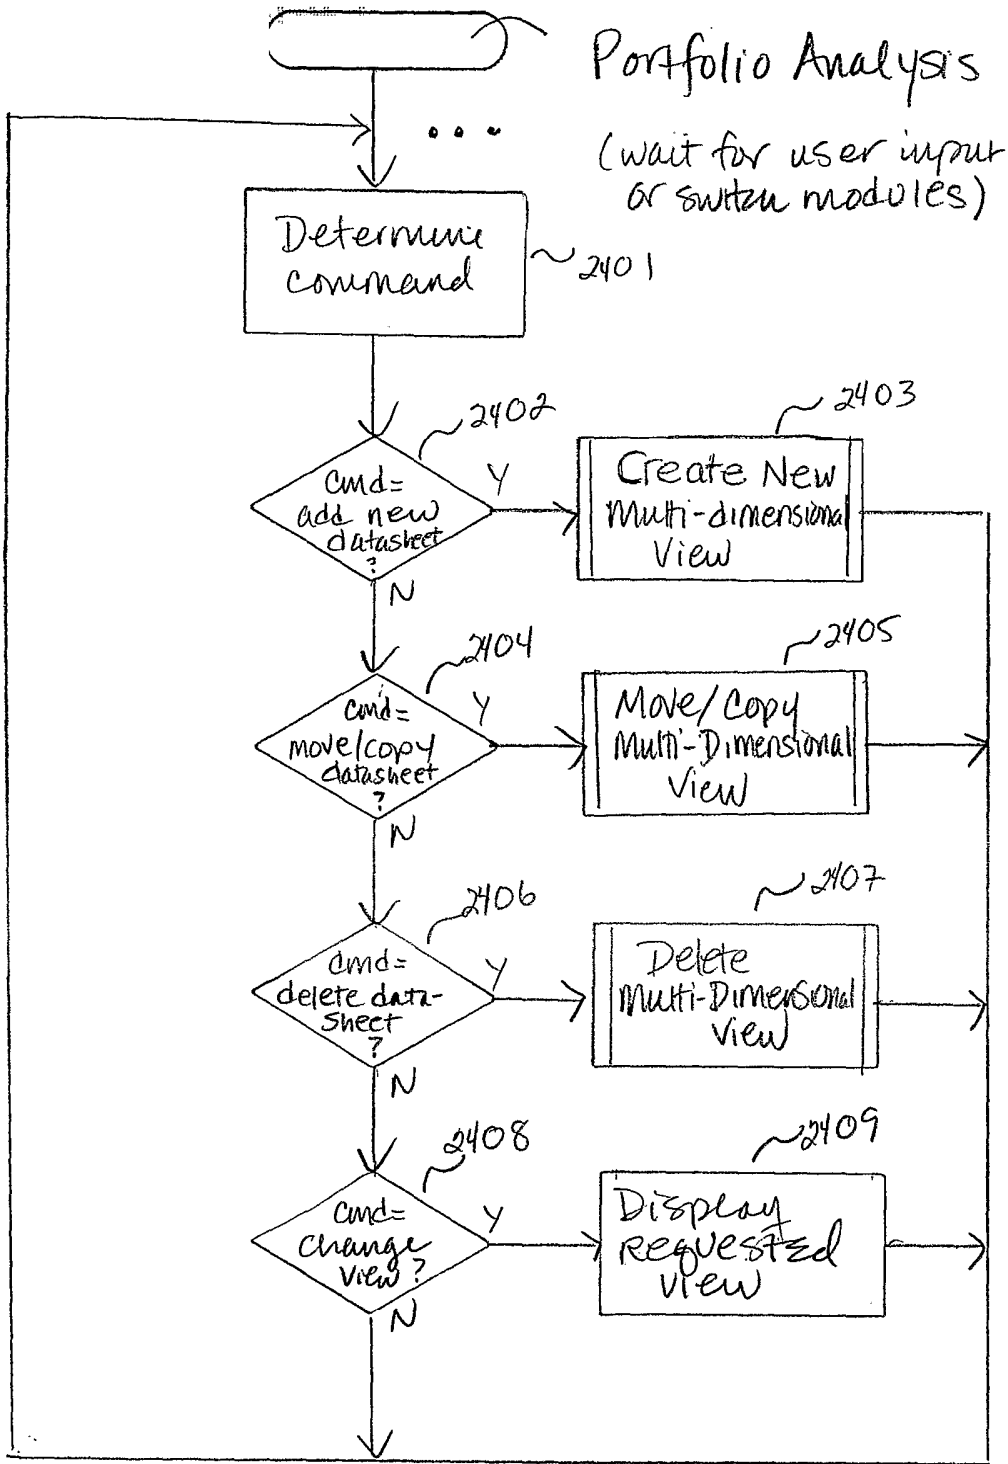 Portfolio Analysis
(wait for user input
or switch modules)
• • •
Determine
command
2401
2402
cmd=
add new
datasheet
?
Y
N
2403
Create New
Multi-dimensional
View
2404
cmd=
move/copy
datasheet
?
Y
N
2405
Move/Copy
Multi-Dimensional
View
2406
cmd=
delete data-
sheet
?
Y
N
2407
Delete
Multi-Dimensional
View
2408
cmd=
change
view?
Y
N
2409
Display
requested
view